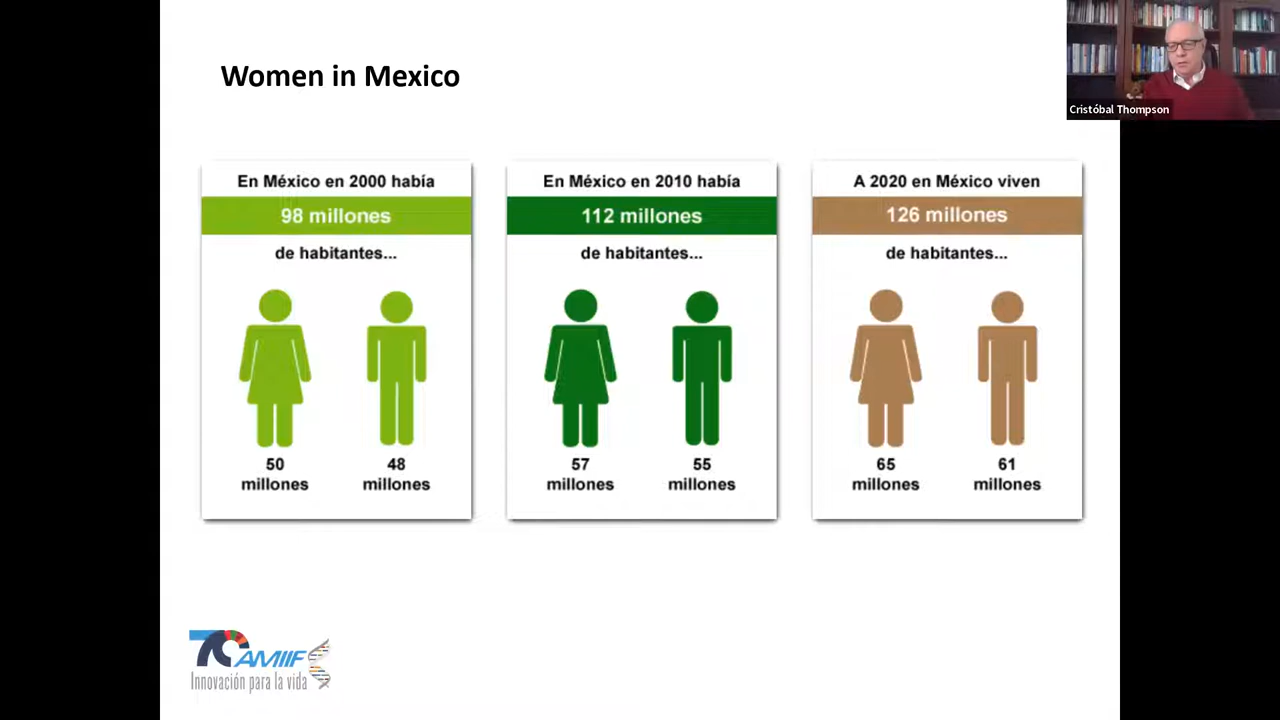 Women in Mexico
Cristóbal Thompson
En México en 2000 había
98 millones
de habitantes...
50
millones
48
millones
En México en 2010 había
112 millones
de habitantes...
57
millones
55
millones
A 2020 en México viven
126 millones
de habitantes...
65
millones
61
millones
70
AMIIF
Innovación para la vida